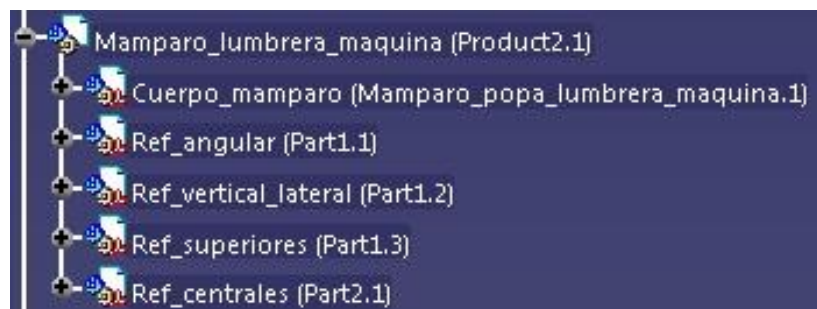 Mamparo_lumbrera_maquina (Product2.1)
Cuerpo_mamparo (Mamparo_popa_lumbrera_maquina.1)
Ref_angular (Part1.1)
Ref_vertical_lateral (Part1.2)
Ref_superiores (Part1.3)
Ref_centrales (Part2.1)